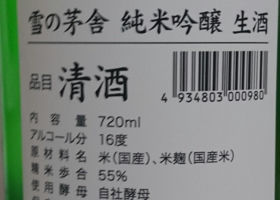 雪の茅舎 純米吟醸 生酒
品目 清酒
4 934803 000980
内容量 720ml
アルコール分 16度
原材料名 米(国産)、米麹(国産米)
精米歩合 55%
使用酵母 自社酵母